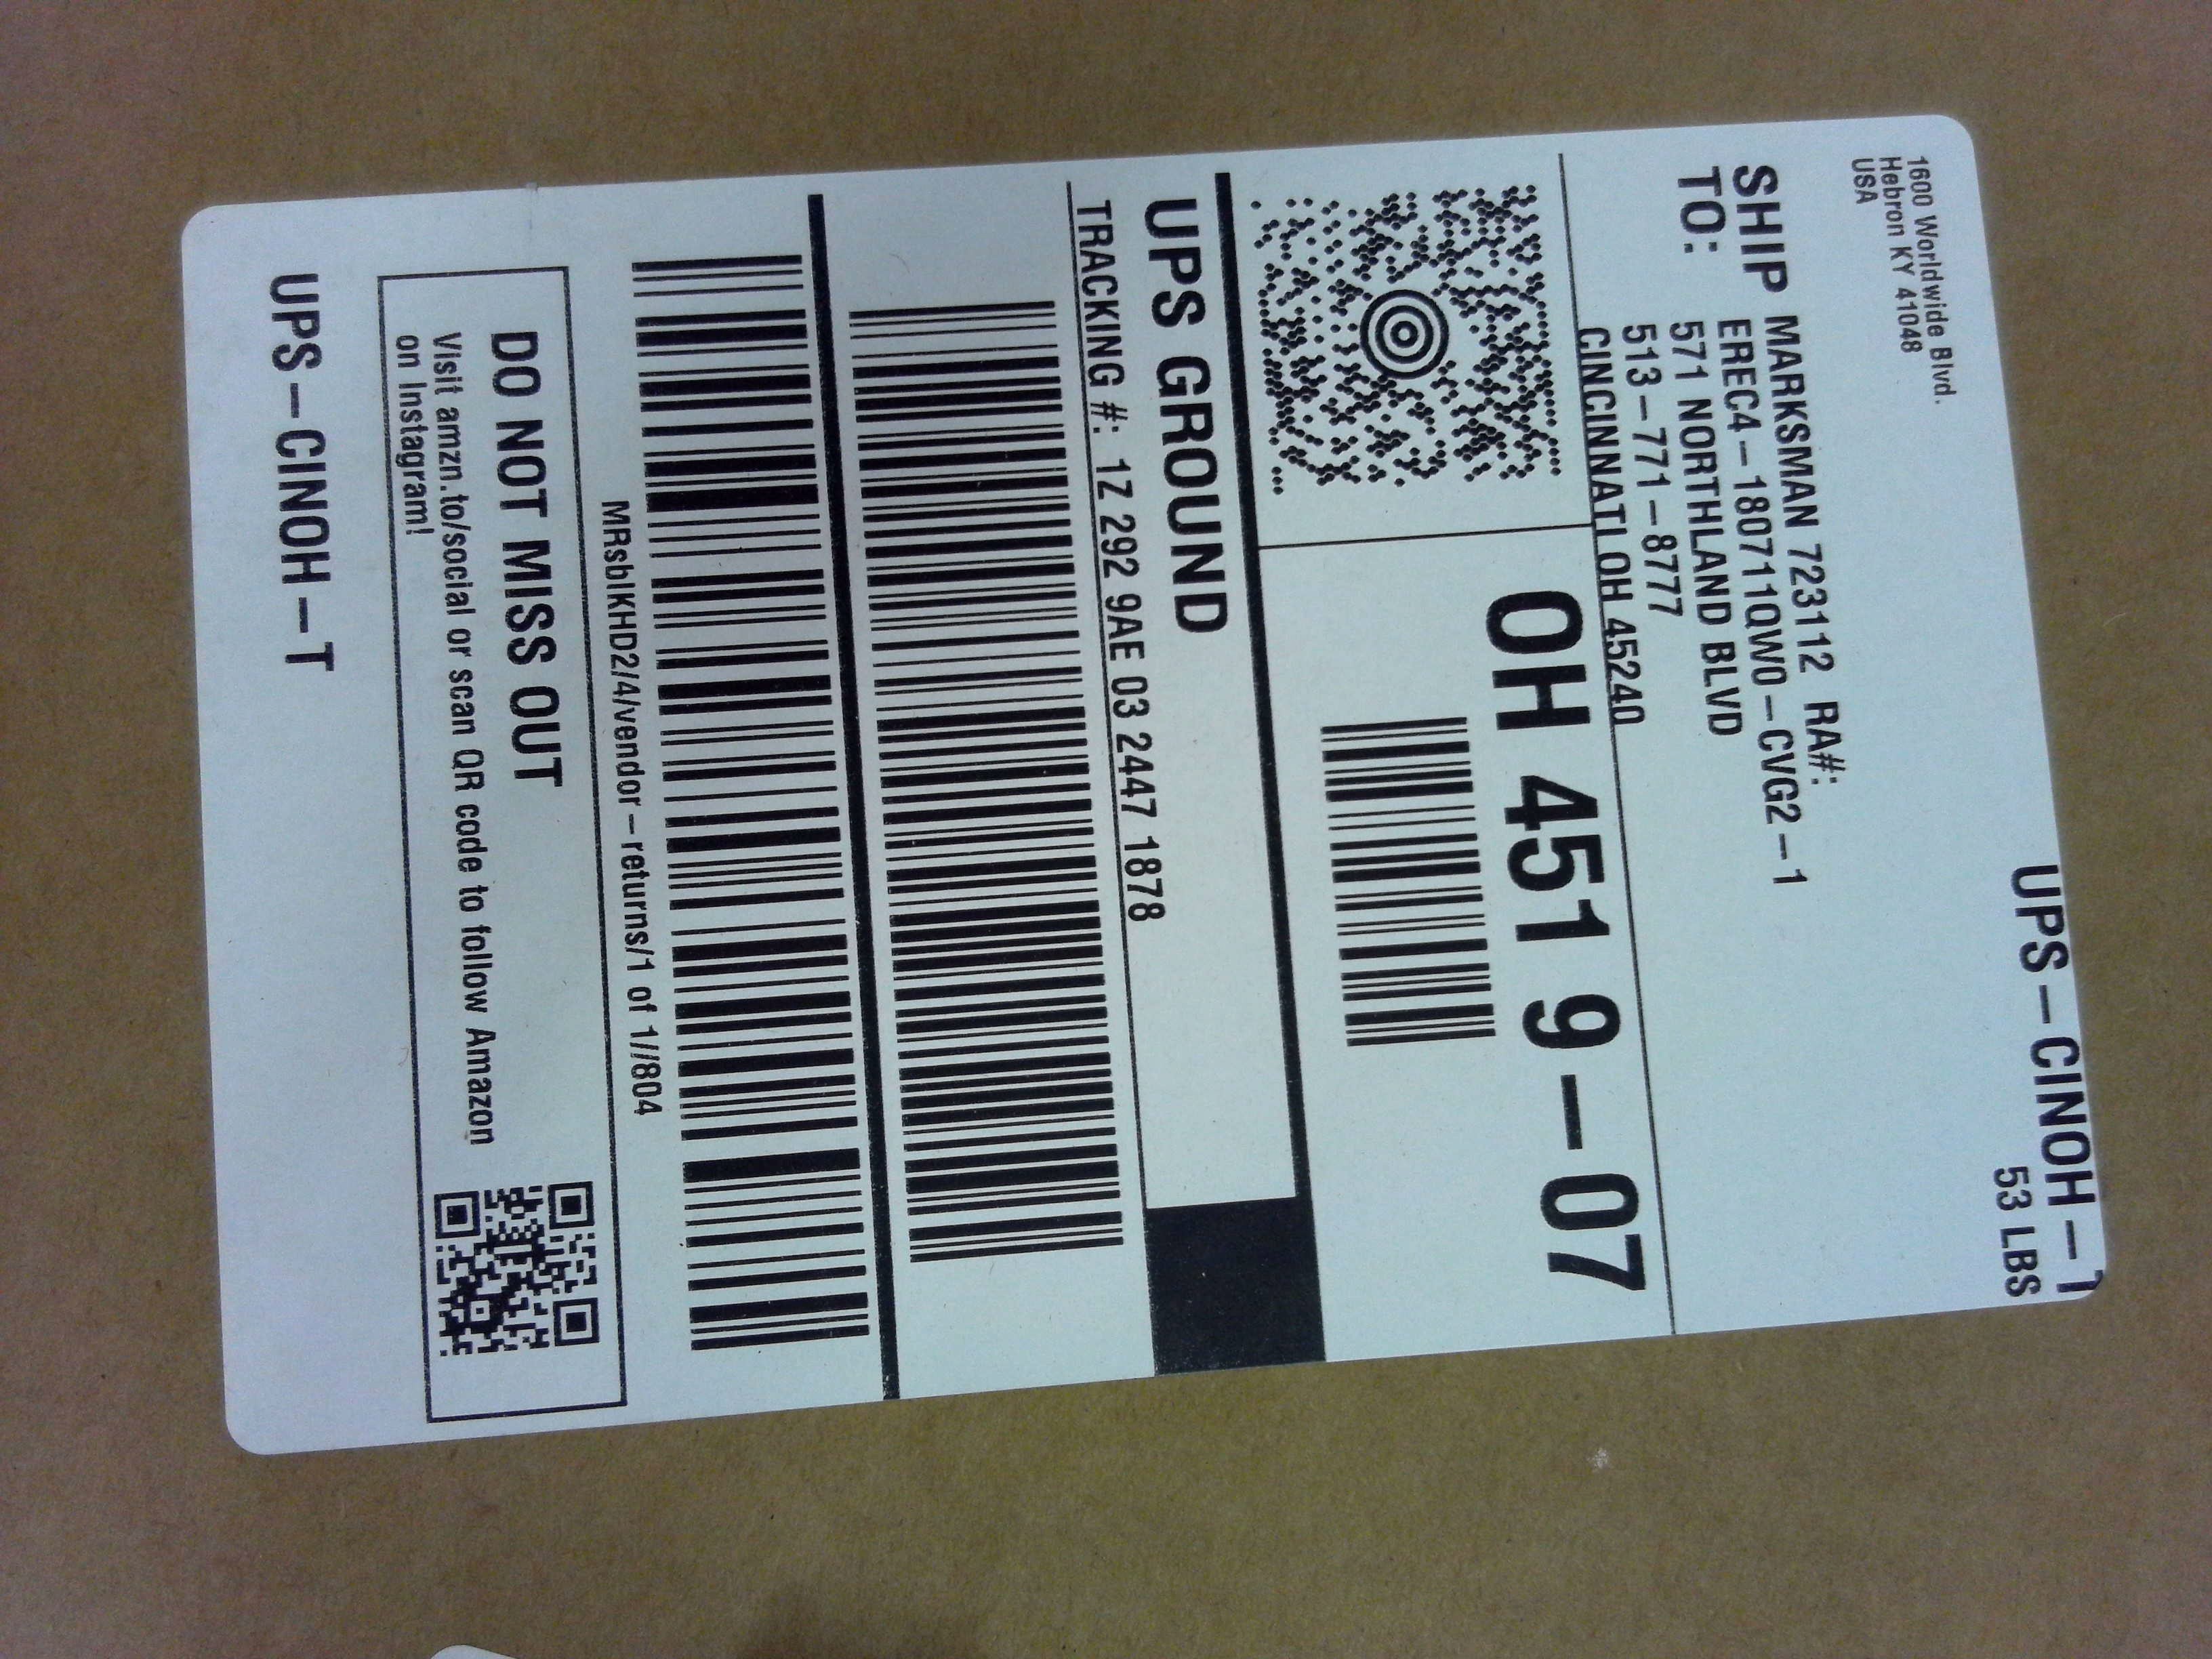 UPS-CINOH-T
53 LBS
1600 Worldwide Blvd.
Hebron KY 41048
USA
SHIP TO:
MARKSMAN 723112 RA#:
EREC4-180711QW0-CVG2-1
571 NORTHLAND BLVD
513-771-8777
CINCINNATI OH 45240
OH 451 9-07
UPS GROUND
TRACKING #: 1Z 292 9AE 03 2447 1878
MRsblKHD2/4/vendor-returns/1 of 1//804
DO NOT MISS OUT
Visit amzn.to/social or scan QR code to follow Amazon
on Instagram!
UPS-CINOH-T